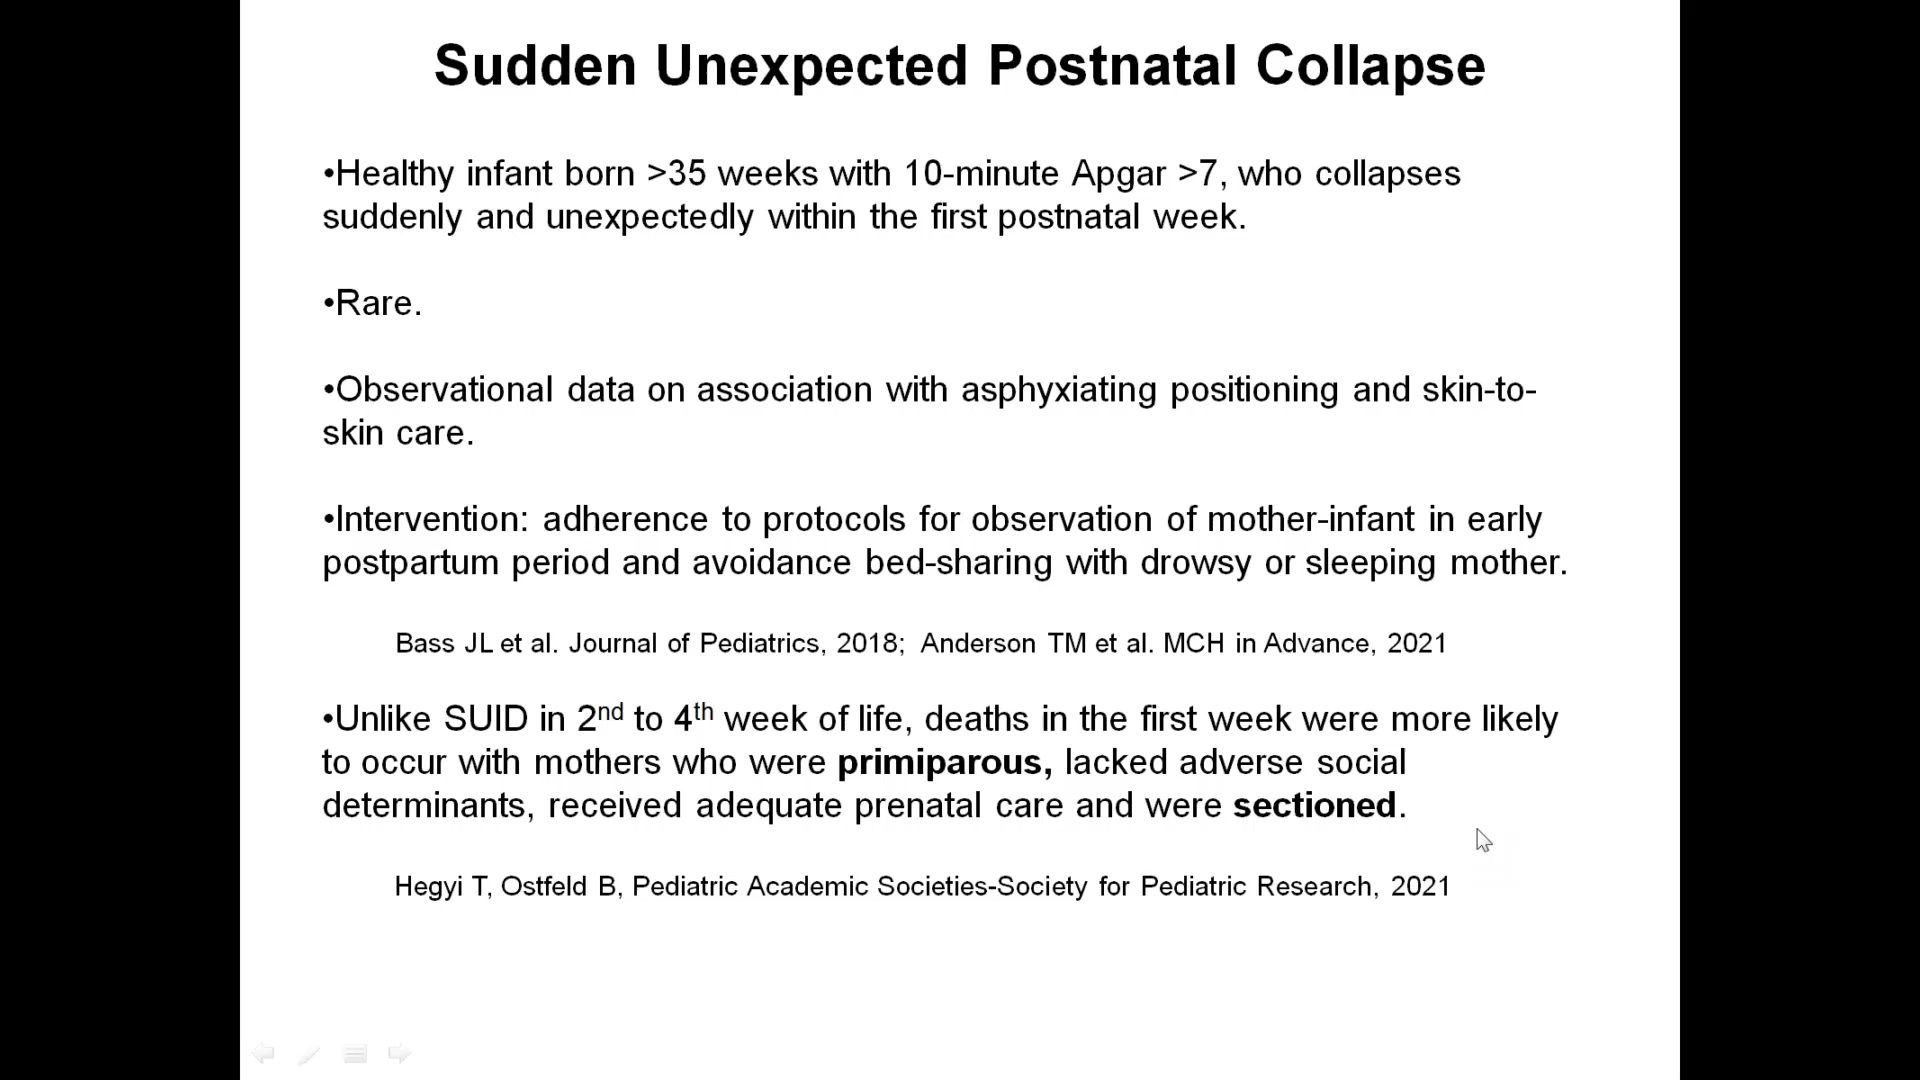 Sudden Unexpected Postnatal Collapse
•Healthy infant born >35 weeks with 10-minute Apgar >7, who collapses
suddenly and unexpectedly within the first postnatal week.
•Rare.
•Observational data on association with asphyxiating positioning and skin-to-
skin care.
•Intervention: adherence to protocols for observation of mother-infant in early
postpartum period and avoidance bed-sharing with drowsy or sleeping mother.
Bass JL et al. Journal of Pediatrics, 2018; Anderson TM et al. MCH in Advance, 2021
•Unlike SUID in 2nd to 4th week of life, deaths in the first week were more likely
to occur with mothers who were primiparous, lacked adverse social
determinants, received adequate prenatal care and were sectioned.
Hegyi T, Ostfeld B, Pediatric Academic Societies-Society for Pediatric Research, 2021